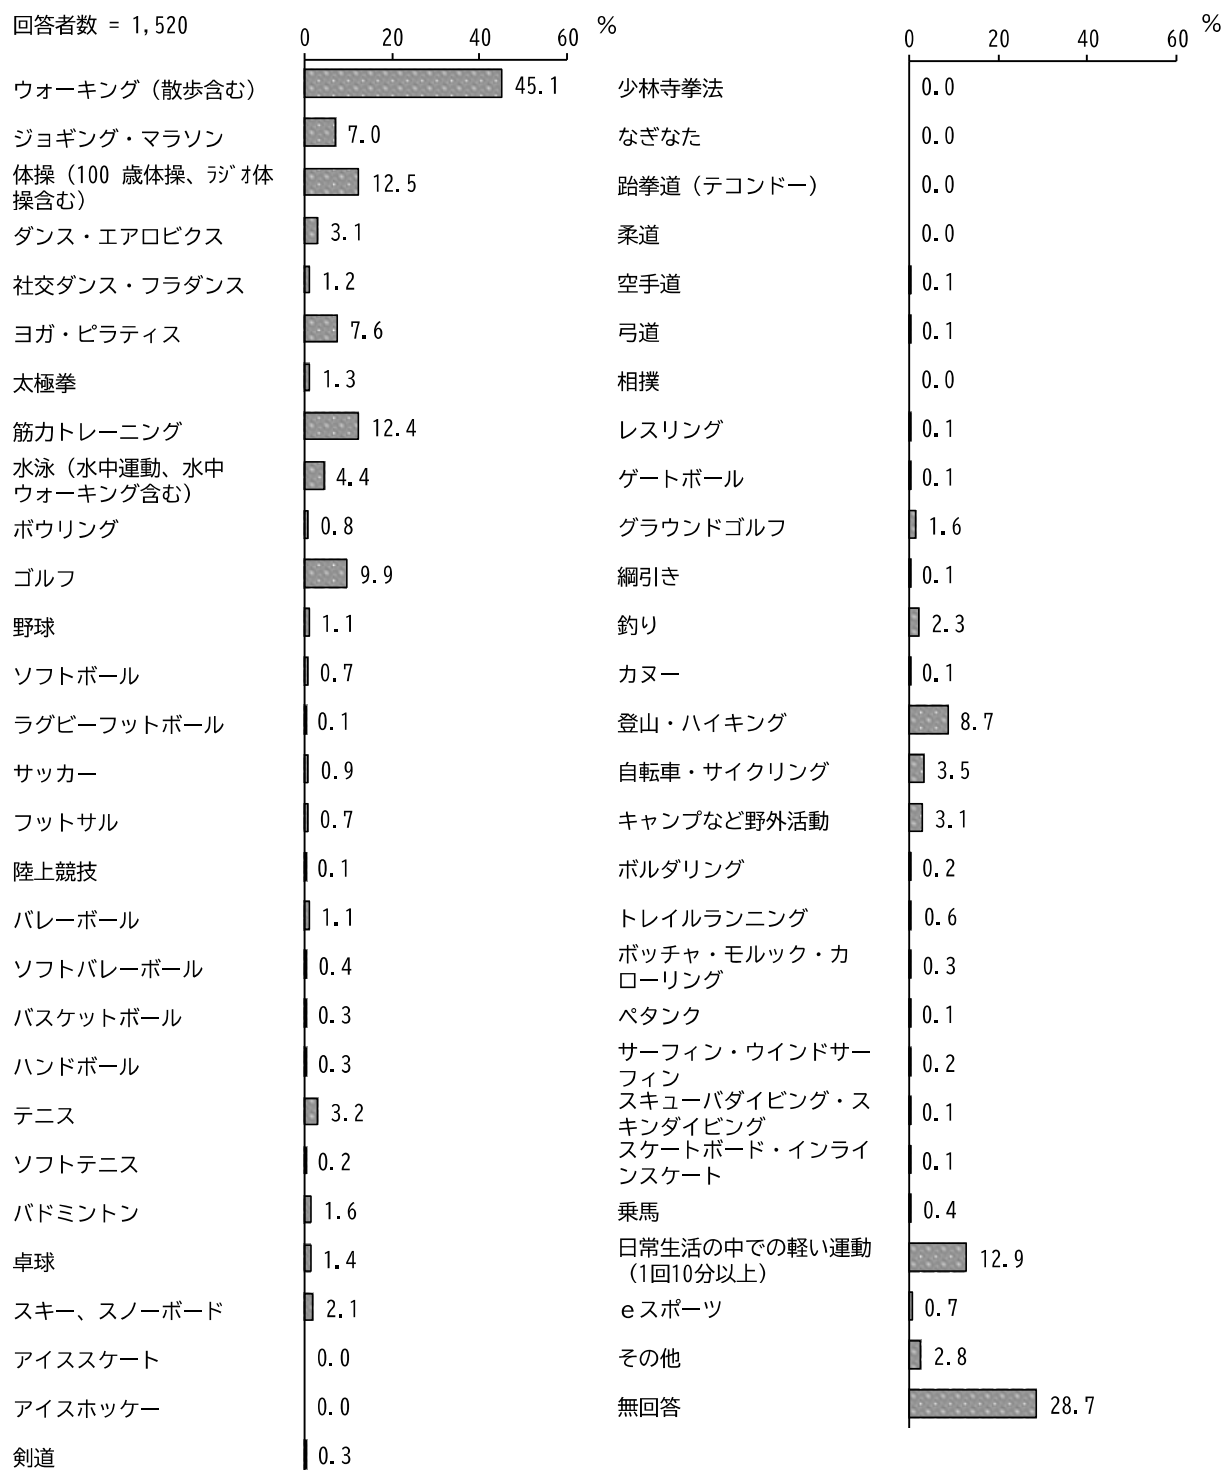 回答者数 = 1,520
0 20 40 60 %
ウォーキング（散歩含む） 45.1
ジョギング・マラソン 7.0
体操（100 歳体操、ﾗｼﾞｵ体
操含む） 12.5
ダンス・エアロビクス 3.1
社交ダンス・フラダンス 1.2
ヨガ・ピラティス 7.6
太極拳 1.3
筋力トレーニング 12.4
水泳（水中運動、水中
ウォーキング含む） 4.4
ボウリング 0.8
ゴルフ 9.9
野球 1.1
ソフトボール 0.7
ラグビーフットボール 0.1
サッカー 0.9
フットサル 0.7
陸上競技 0.1
バレーボール 1.1
ソフトバレーボール 0.4
バスケットボール 0.3
ハンドボール 0.3
テニス 3.2
ソフトテニス 0.2
バドミントン 1.6
卓球 1.4
スキー、スノーボード 2.1
アイススケート 0.0
アイスホッケー 0.0
剣道 0.3
0 20 40 60 %
少林寺拳法 0.0
なぎなた 0.0
跆拳道（テコンドー） 0.0
柔道 0.0
空手道 0.1
弓道 0.1
相撲 0.0
レスリング 0.1
ゲートボール 0.1
グラウンドゴルフ 1.6
綱引き 0.1
釣り 2.3
カヌー 0.1
登山・ハイキング 8.7
自転車・サイクリング 3.5
キャンプなど野外活動 3.1
ボルダリング 0.2
トレイルランニング 0.6
ボッチャ・モルック・カ
ローリング 0.3
ペタンク 0.1
サーフィン・ウインドサー
フィン 0.2
スキューバダイビング・ス
キンダイビング 0.1
スケートボード・インライ
ンスケート 0.1
乗馬 0.4
日常生活の中での軽い運動
（1回10分以上） 12.9
ｅスポーツ 0.7
その他 2.8
無回答 28.7